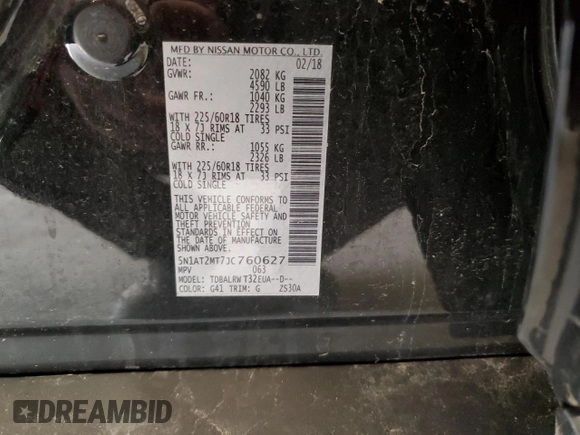 MFD BY NISSAN MOTOR CO., LTD.
DATE: 02/18
GVWR: 2082 KG
4590 LB
GAWR FR.: 1040 KG
2293 LB
WITH 225/60R18 TIRES
18 X 7J RIMS AT 33 PSI
COLD SINGLE
GAWR RR.: 1055 KG
2326 LB
WITH 225/60R18 TIRES
18 X 7J RIMS AT 33 PSI
COLD SINGLE
THIS VEHICLE CONFORMS TO
ALL APPLICABLE FEDERAL
MOTOR VEHICLE SAFETY AND
THEFT PREVENTION
STANDARDS IN EFFECT ON
THE DATE OF MANUFACTURE
SHOWN ABOVE.
5N1AT2MT7JC760627
MPV 063
MODEL: TDBALRWT32EUA--D--
COLOR: G41 TRIM: G ZS30A
DREAMBID